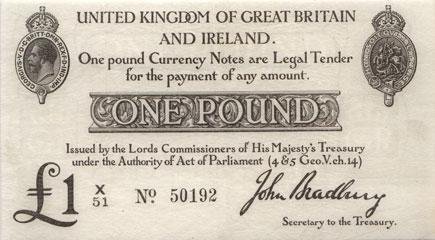 UNITED KINGDOM OF GREAT BRITAIN
AND IRELAND.
One pound Currency Notes are Legal Tender
for the payment of any amount.
ONE POUND
Issued by the Lords Commissioners of His Majesty's Treasury
under the Authority of Act of Parliament (4 & 5 Geo.V.ch.14)
£1 X/51 No. 50192 John Bradbury
Secretary to the Treasury.